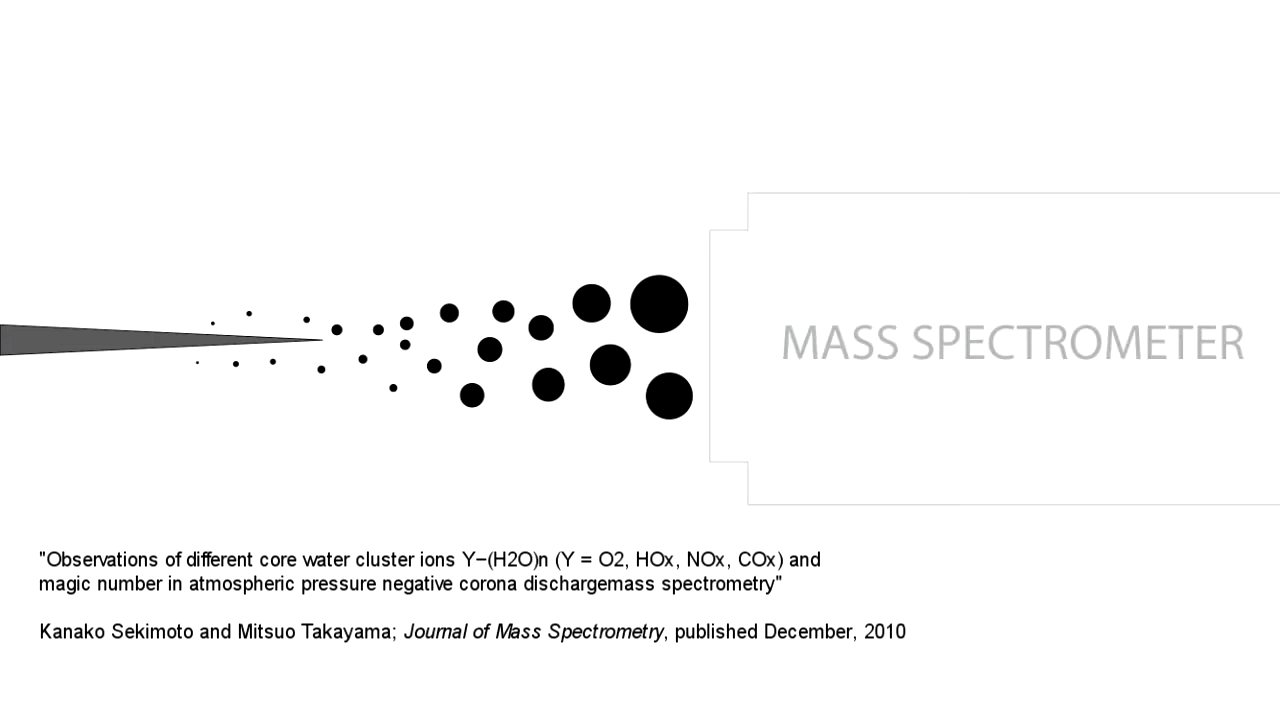 MASS SPECTROMETER
"Observations of different core water cluster ions Y−(H2O)n (Y = O2, HOx, NOx, COx) and
magic number in atmospheric pressure negative corona dischargemass spectrometry"
Kanako Sekimoto and Mitsuo Takayama; Journal of Mass Spectrometry, published December, 2010